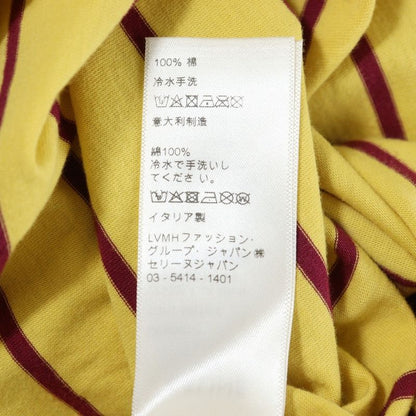 100% 棉
冷水手洗
意大利制造
綿100%
冷水で手洗いし
てください.
イタリア製
LVMHファッション・
グループ・ジャパン㈱
セリーヌジャパン
03 - 5414 - 1401